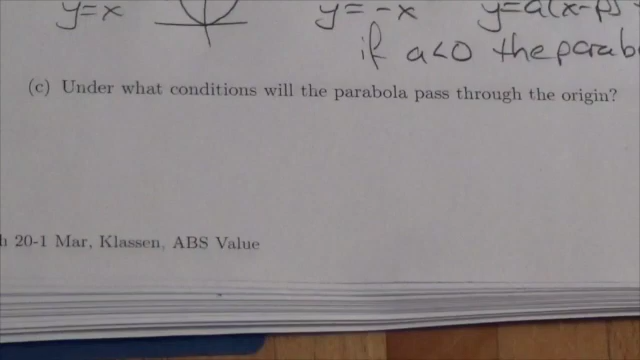 y=x y=-x y=a(x-p)
if a<0 the parab
(c) Under what conditions will the parabola pass through the origin?
20-1 Mar, Klassen, ABS Value